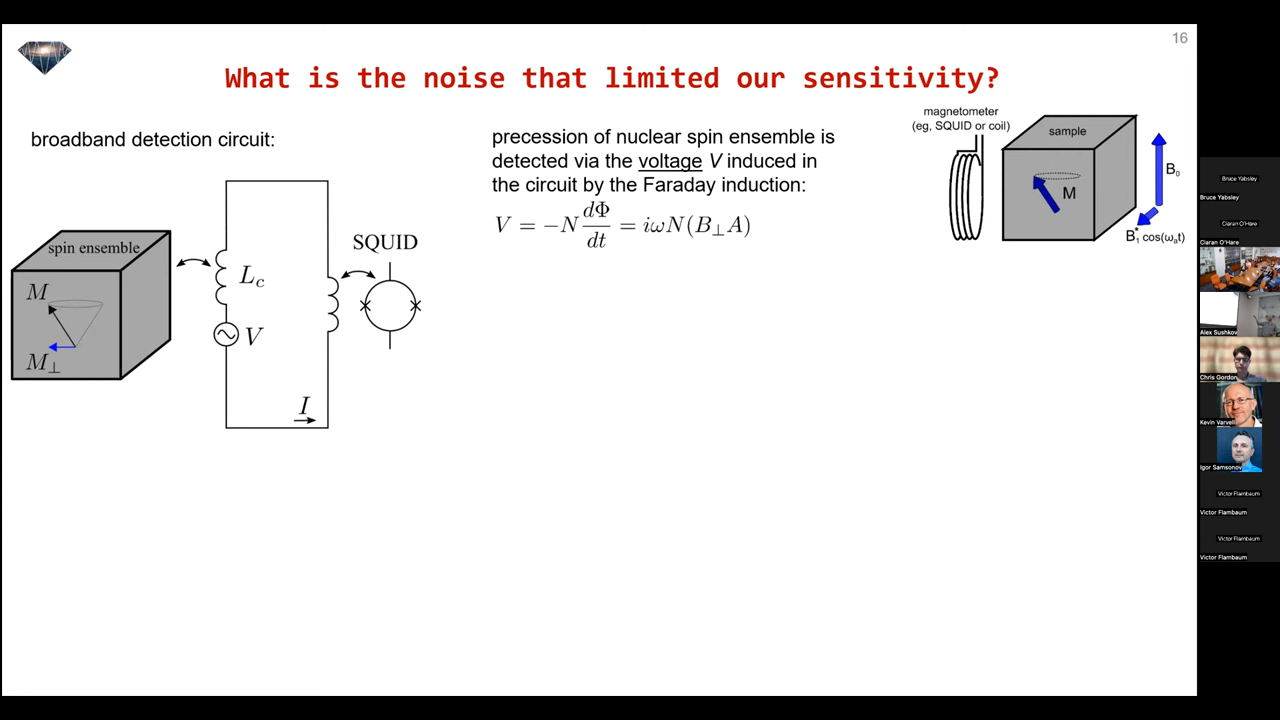 16
What is the noise that limited our sensitivity?
broadband detection circuit:
spin ensemble
M
M⊥
L_c
V
I
SQUID
precession of nuclear spin ensemble is
detected via the voltage V induced in
the circuit by the Faraday induction:
V = −N dΦ/dt = iωN(B⊥A)
magnetometer
(eg, SQUID or coil)
sample
M
B₀
B₁* cos(ωₐt)
Bruce Yabsley
Bruce Yabsley
Ciaran O'Hare
Ciaran O'Hare
Alex Sushkov
Chris Gordon
Kevin Varvell
Igor Samsonov
Victor Flambaum
Victor Flambaum
Victor Flambaum
Victor Flambaum